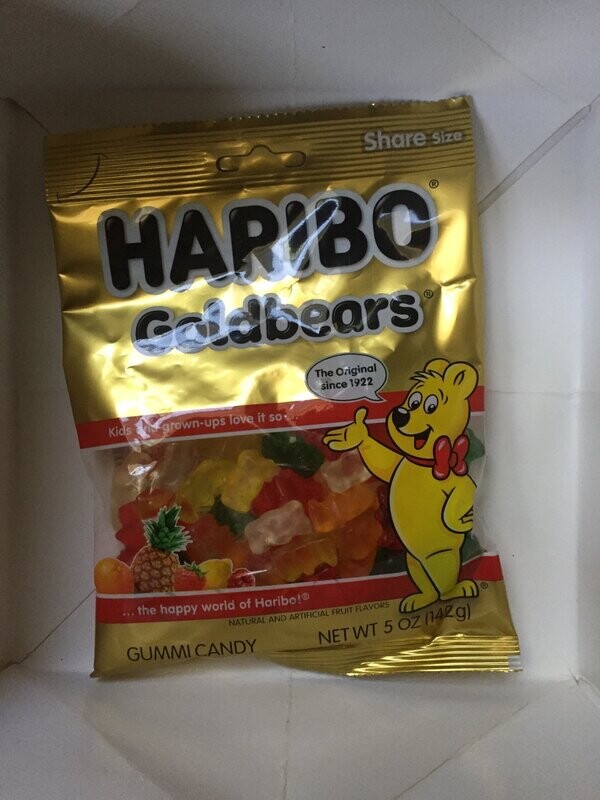 Share Size
HARIBO®
Goldbears®
The Original
since 1922
Kids and grown-ups love it so...
... the happy world of Haribo!®
NATURAL AND ARTIFICIAL FRUIT FLAVORS
GUMMI CANDY
NET WT 5 OZ (142g)
®